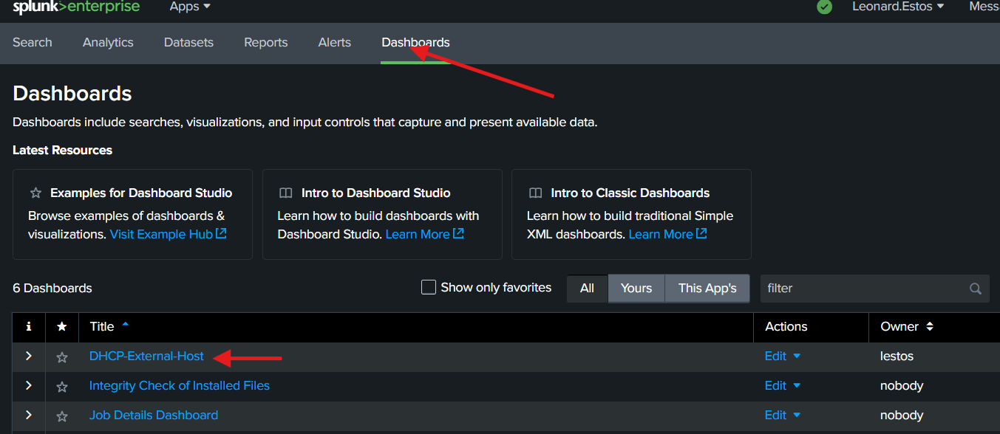 splunk>enterprise Apps Leonard.Estos
Search Analytics Datasets Reports Alerts Dashboards
Dashboards
Dashboards include searches, visualizations, and input controls that capture and present available data.
Latest Resources
Examples for Dashboard Studio
Browse examples of dashboards &
visualizations. Visit Example Hub
Intro to Dashboard Studio
Learn how to build dashboards with
Dashboard Studio. Learn More
Intro to Classic Dashboards
Learn how to build traditional Simple
XML dashboards. Learn More
6 Dashboards Show only favorites All Yours This App's filter
i Title Actions Owner
DHCP-External-Host Edit lestos
Integrity Check of Installed Files Edit nobody
Job Details Dashboard Edit nobody